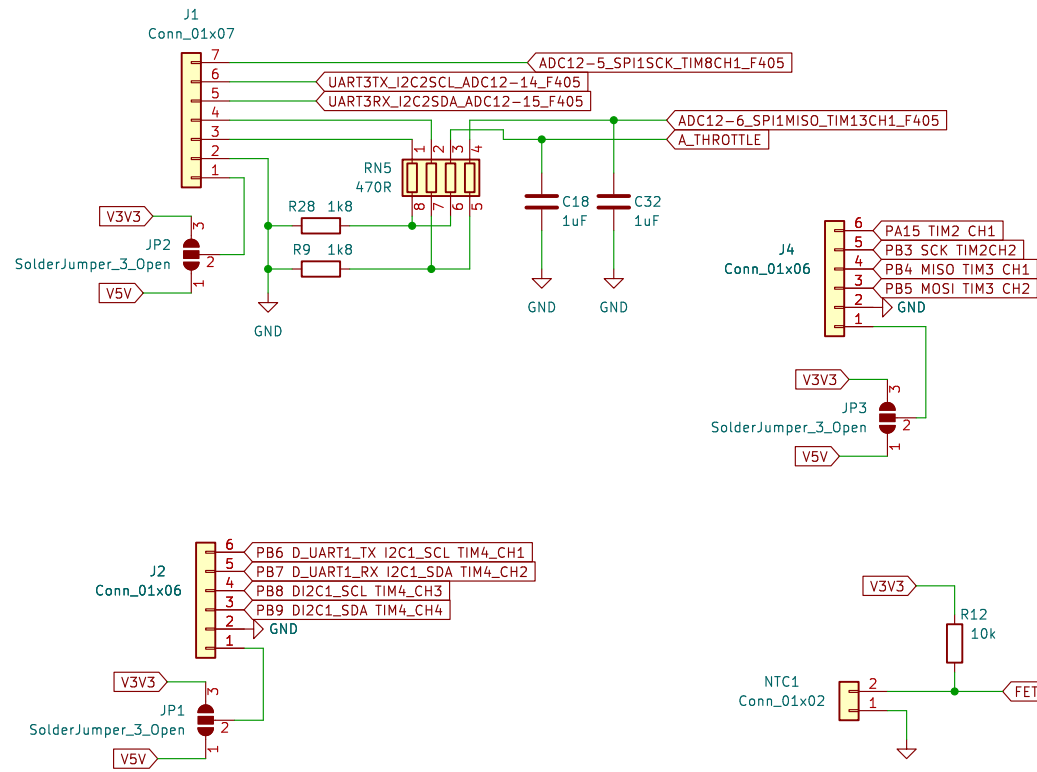 J1
Conn_01x07
7
ADC12-5_SPI1SCK_TIM8CH1_F405
6
UART3TX_I2C2SCL_ADC12-14_F405
5
UART3RX_I2C2SDA_ADC12-15_F405
4
ADC12-6_SPI1MISO_TIM13CH1_F405
3
A_THROTTLE
2
1
1 2 3 4
RN5
470R
8 7 6 5
R28 1k8
R9 1k8
C18
1uF
C32
1uF
GND
GND
GND
V3V3
3
JP2
2
SolderJumper_3_Open
1
V5V
J4
Conn_01x06
6
PA15 TIM2 CH1
5
PB3 SCK TIM2CH2
4
PB4 MISO TIM3 CH1
3
PB5 MOSI TIM3 CH2
2
GND
1
V3V3
3
JP3
2
SolderJumper_3_Open
1
V5V
J2
Conn_01x06
6
PB6 D_UART1_TX I2C1_SCL TIM4_CH1
5
PB7 D_UART1_RX I2C1_SDA TIM4_CH2
4
PB8 DI2C1_SCL TIM4_CH3
3
PB9 DI2C1_SDA TIM4_CH4
2
GND
1
V3V3
3
JP1
2
SolderJumper_3_Open
1
V5V
V3V3
R12
10k
NTC1
Conn_01x02
2
1
FET